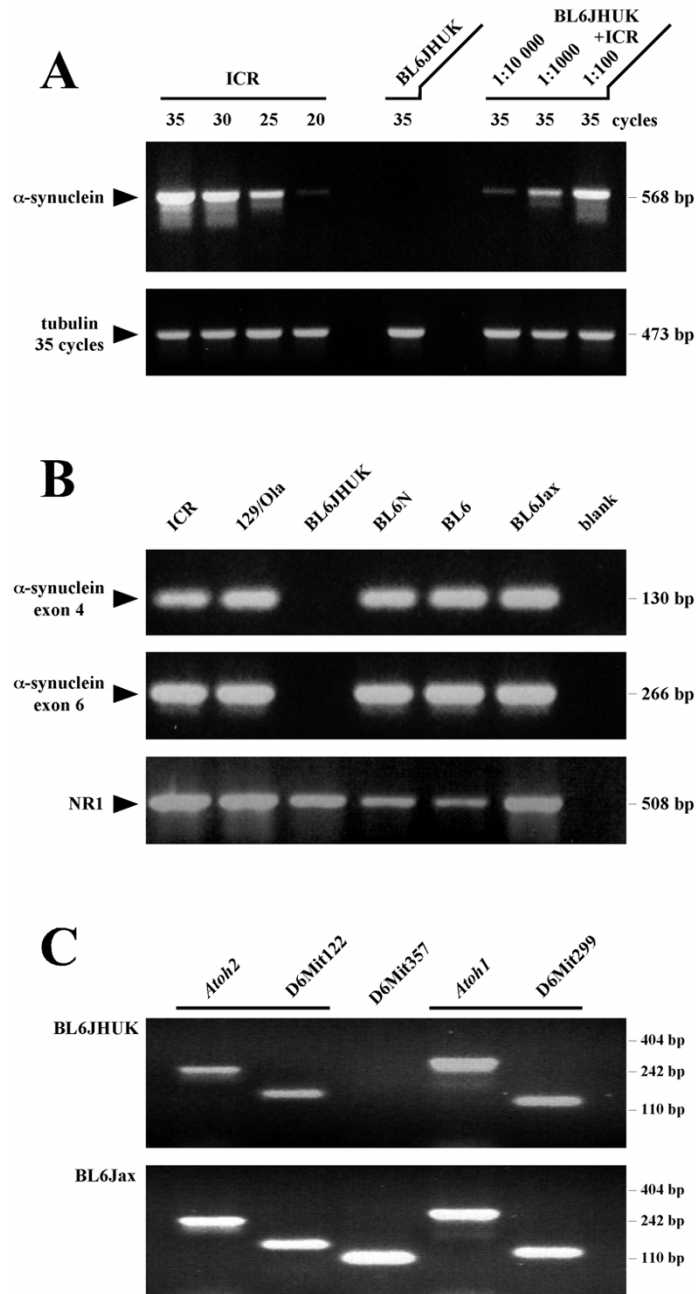 A
ICR
BL6JHUK
BL6JHUK
+ICR
1:10 000
1:1000
1:100
35 30 25 20 35 35 35 35 cycles
α-synuclein
568 bp
tubulin
35 cycles
473 bp
B
ICR
129/Ola
BL6JHUK
BL6N
BL6
BL6Jax
blank
α-synuclein
exon 4
130 bp
α-synuclein
exon 6
266 bp
NR1
508 bp
C
Atoh2
D6Mit122
D6Mit357
Atoh1
D6Mit299
BL6JHUK
404 bp
242 bp
110 bp
BL6Jax
404 bp
242 bp
110 bp